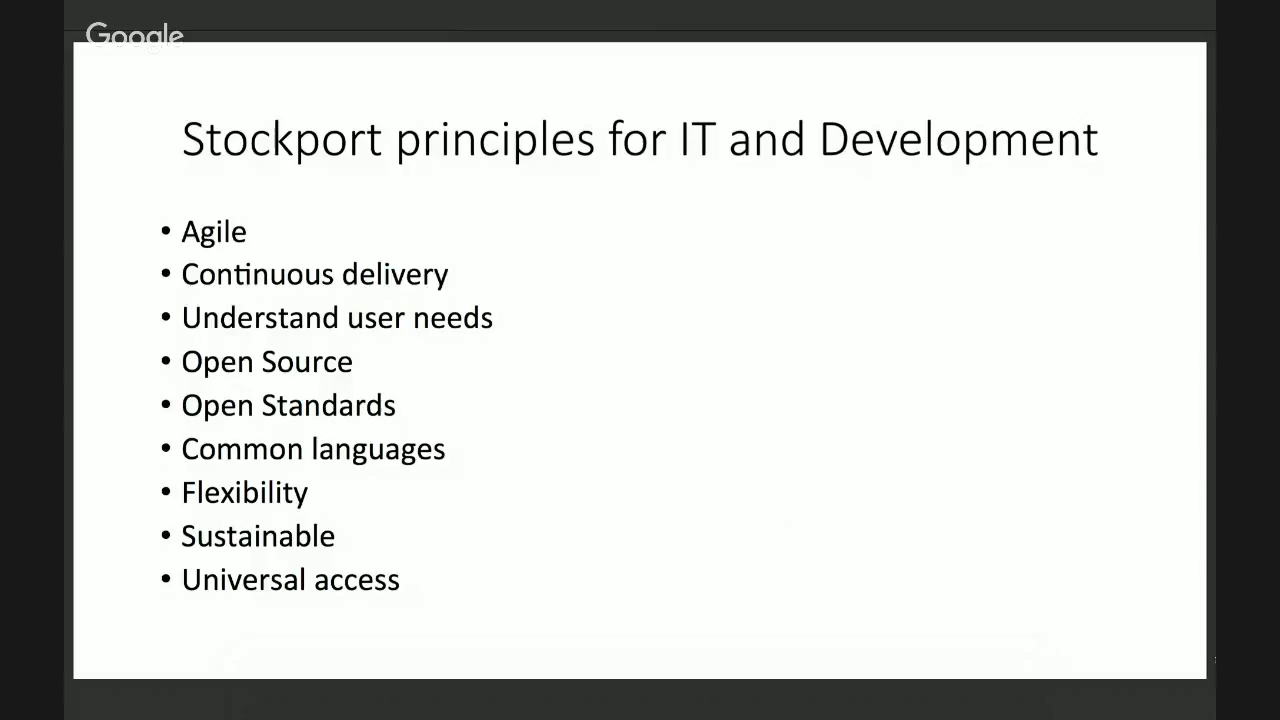 Google
Stockport principles for IT and Development
• Agile
• Continuous delivery
• Understand user needs
• Open Source
• Open Standards
• Common languages
• Flexibility
• Sustainable
• Universal access